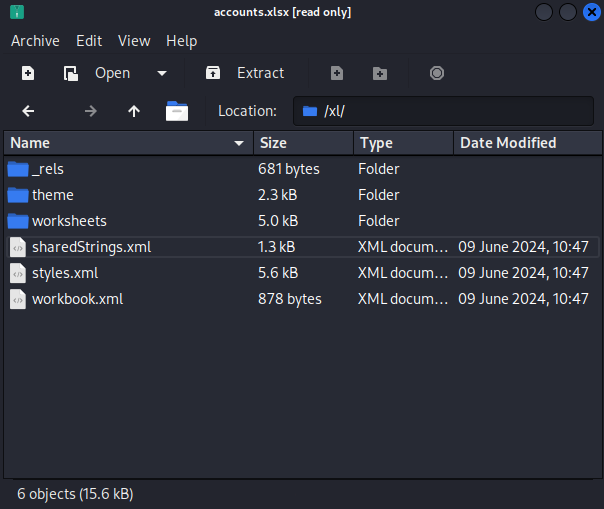 accounts.xlsx [read only]
Archive Edit View Help
Open Extract
Location: /xl/
Name Size Type Date Modified
_rels 681 bytes Folder
theme 2.3 kB Folder
worksheets 5.0 kB Folder
sharedStrings.xml 1.3 kB XML docum... 09 June 2024, 10:47
styles.xml 5.6 kB XML docum... 09 June 2024, 10:47
workbook.xml 878 bytes XML docum... 09 June 2024, 10:47
6 objects (15.6 kB)